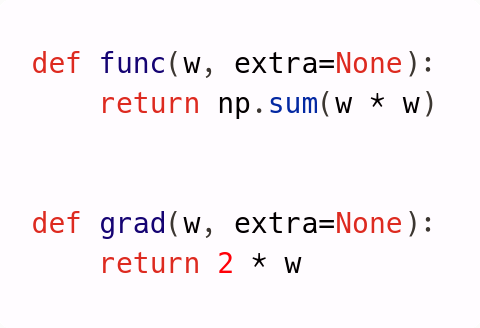 def func(w, extra=None):
    return np.sum(w * w)
def grad(w, extra=None):
    return 2 * w